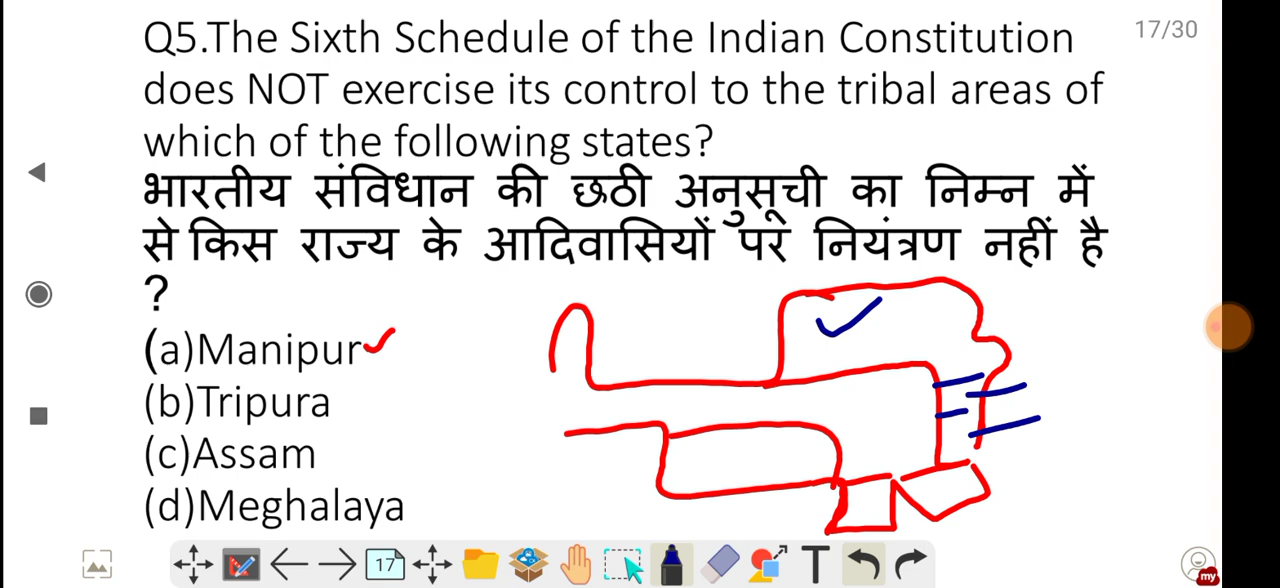 Q5.The Sixth Schedule of the Indian Constitution
17/30
does NOT exercise its control to the tribal areas of
which of the following states?
भारतीय संविधान की छठी अनुसूची का निम्न में
से किस राज्य के आदिवासियों पर नियंत्रण नहीं है
?
(a)Manipur
(b)Tripura
(c)Assam
(d)Meghalaya
17
T
my